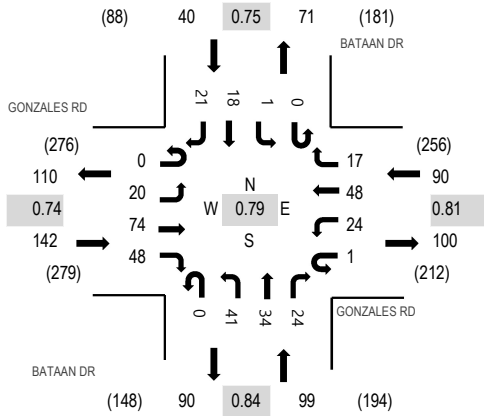 (88) 40 0.75 71 (181)
BATAAN DR
GONZALES RD
21 18 1 0
(276) (256)
0 17
110 90
20 N 48
0.74 W 0.79 E 0.81
74 24
142 S 100
48 1
(279) (212)
0 41 34 24
GONZALES RD
BATAAN DR
(148) 90 0.84 99 (194)